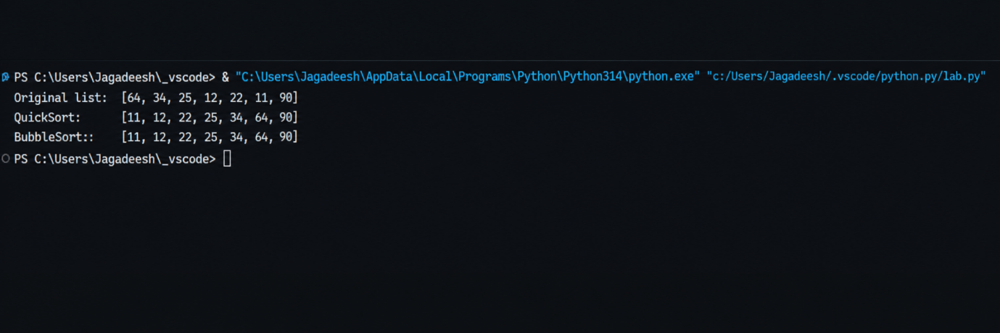 PS C:\Users\Jagadeesh\_vscode> & "C:\Users\Jagadeesh\AppData\Local\Programs\Python\Python314\python.exe" "c:/Users/Jagadeesh/.vscode/python.py/lab.py"
Original list: [64, 34, 25, 12, 22, 11, 90]
QuickSort: [11, 12, 22, 25, 34, 64, 90]
BubbleSort:: [11, 12, 22, 25, 34, 64, 90]
PS C:\Users\Jagadeesh\_vscode>